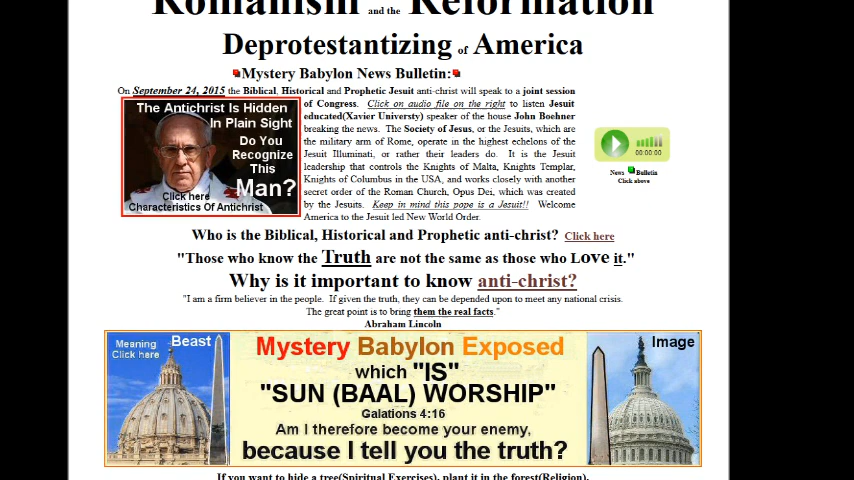 Romanism and the Reformation
Deprotestantizing of America
Mystery Babylon News Bulletin:
On September 24, 2015 the Biblical, Historical and Prophetic Jesuit anti-christ will speak to a joint session
of Congress. Click on audio file on the right to listen Jesuit
educated(Xavier Universty) speaker of the house John Boehner
breaking the news. The Society of Jesus, or the Jesuits, which are
the military arm of Rome, operate in the highest echelons of the
Jesuit Illuminati, or rather their leaders do. It is the Jesuit
leadership that controls the Knights of Malta, Knights Templar,
Knights of Columbus in the USA, and works closely with another
secret order of the Roman Church, Opus Dei, which was created
by the Jesuits. Keep in mind this pope is a Jesuit!! Welcome
America to the Jesuit led New World Order.
The Antichrist Is Hidden
In Plain Sight
Do You
Recognize
This
Man?
Click here
Characteristics Of Antichrist
00:00:00
News Bulletin
Click above
Who is the Biblical, Historical and Prophetic anti-christ? Click here
"Those who know the Truth are not the same as those who Love it."
Why is it important to know anti-christ?
"I am a firm believer in the people. If given the truth, they can be depended upon to meet any national crisis.
The great point is to bring them the real facts."
Abraham Lincoln
Meaning
Click here
Beast
Mystery Babylon Exposed
which "IS"
"SUN (BAAL) WORSHIP"
Galations 4:16
Am I therefore become your enemy,
because I tell you the truth?
Image
If you want to hide a tree(Spiritual Exercises), plant it in the forest(Religion).